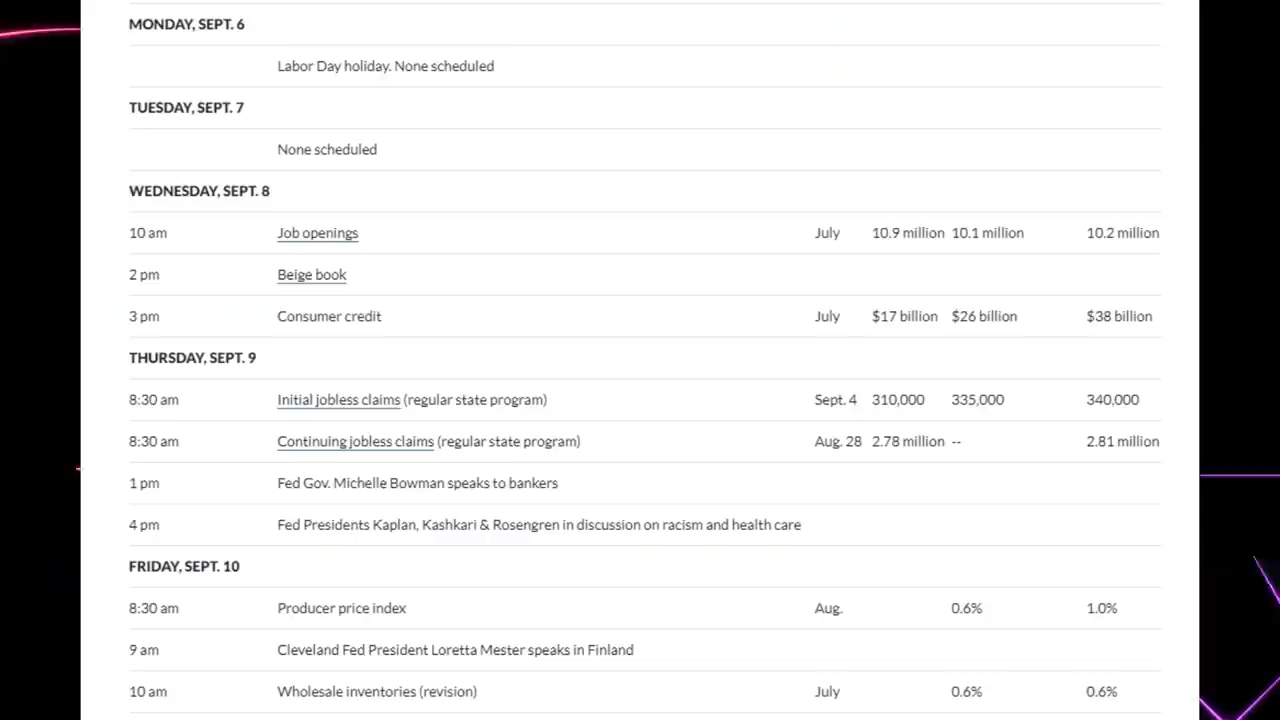 MONDAY, SEPT. 6
Labor Day holiday. None scheduled
TUESDAY, SEPT. 7
None scheduled
WEDNESDAY, SEPT. 8
10 am Job openings July 10.9 million 10.1 million 10.2 million
2 pm Beige book
3 pm Consumer credit July $17 billion $26 billion $38 billion
THURSDAY, SEPT. 9
8:30 am Initial jobless claims (regular state program) Sept. 4 310,000 335,000 340,000
8:30 am Continuing jobless claims (regular state program) Aug. 28 2.78 million -- 2.81 million
1 pm Fed Gov. Michelle Bowman speaks to bankers
4 pm Fed Presidents Kaplan, Kashkari & Rosengren in discussion on racism and health care
FRIDAY, SEPT. 10
8:30 am Producer price index Aug. 0.6% 1.0%
9 am Cleveland Fed President Loretta Mester speaks in Finland
10 am Wholesale inventories (revision) July 0.6% 0.6%